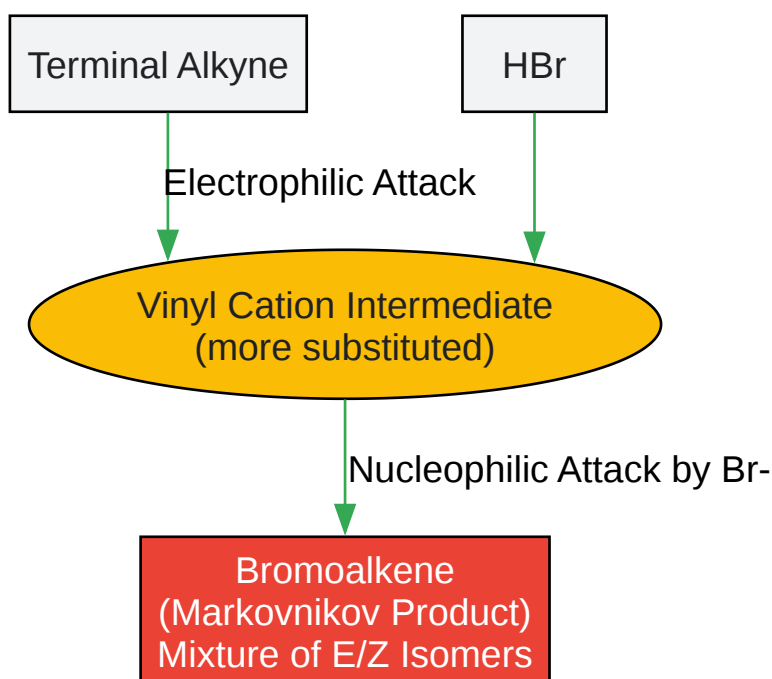 Terminal Alkyne
HBr
Electrophilic Attack
Vinyl Cation Intermediate
(more substituted)
Nucleophilic Attack by Br-
Bromoalkene
(Markovnikov Product)
Mixture of E/Z Isomers